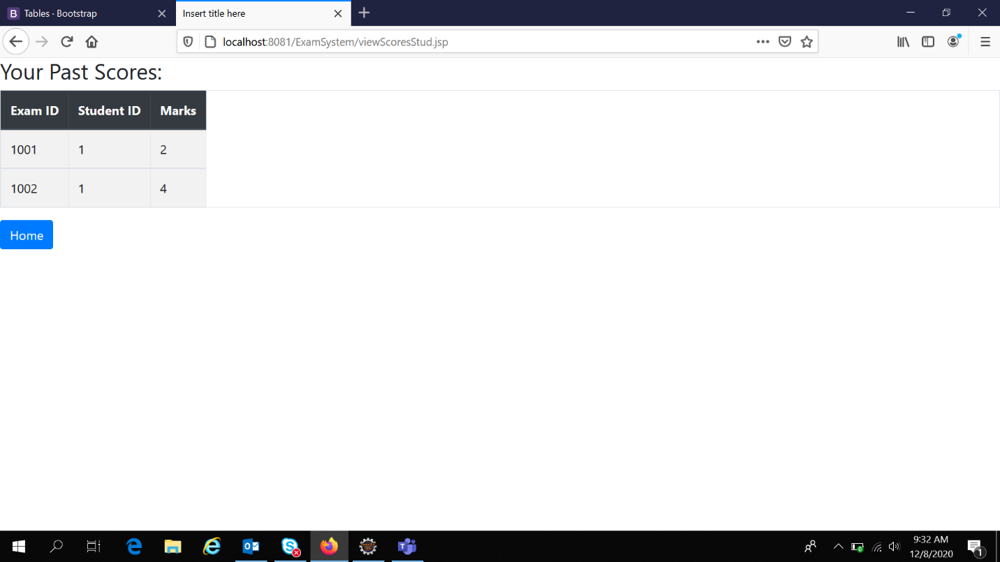 Tables · Bootstrap
Insert title here
localhost:8081/ExamSystem/viewScoresStud.jsp
Your Past Scores:
Exam ID Student ID Marks
1001 1 2
1002 1 4
Home
9:32 AM
12/8/2020
1